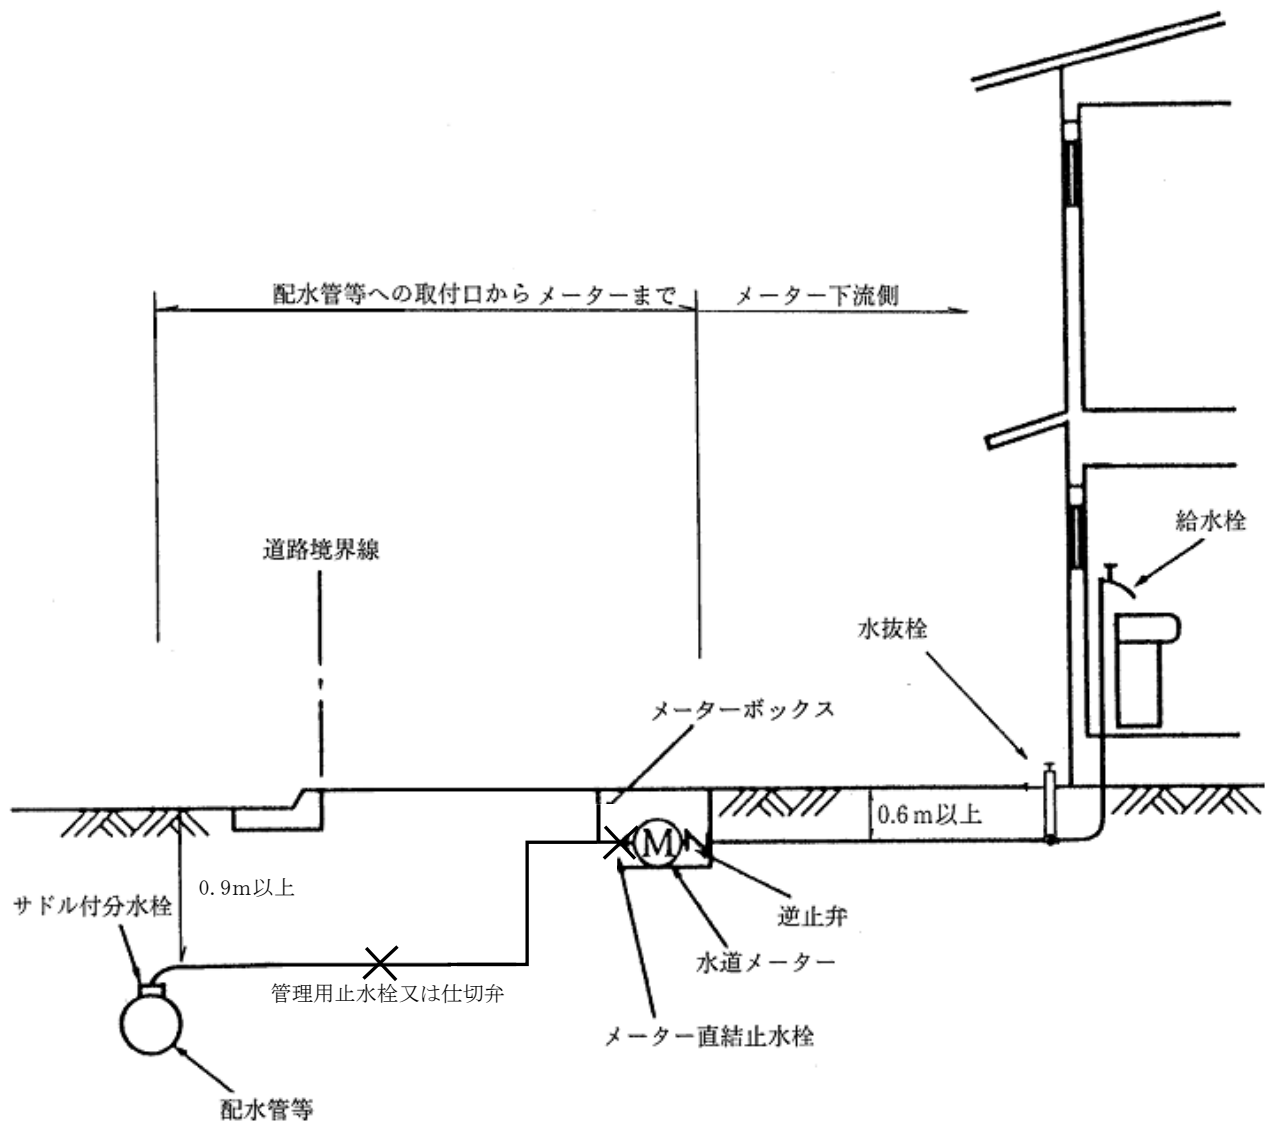 配水管等への取付口から メーターまで
メーター下流側
給水栓
道路境界線
水抜栓
メーターボックス
0.6m以上
M
0.9m以上
サドル付分水栓
逆止弁
水道メーター
管理用止水栓又は仕切弁
メーター直結止水栓
配水管等